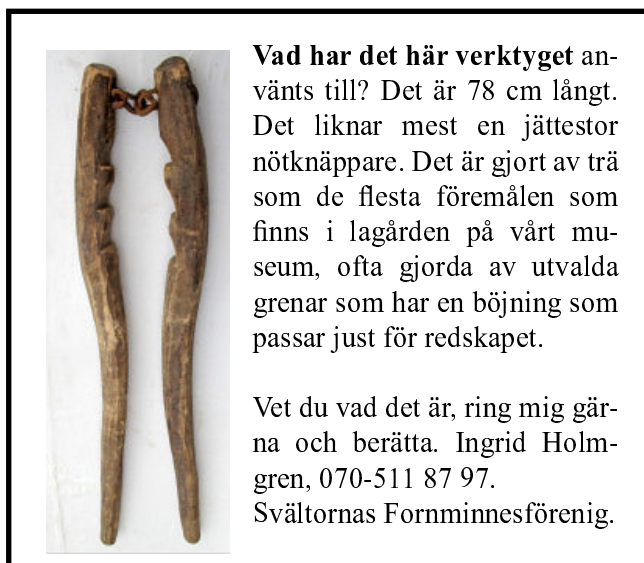 Vad har det här verktyget an-
vänts till? Det är 78 cm långt.
Det liknar mest en jättestor
nötknäppare. Det är gjort av trä
som de flesta föremålen som
finns i lagården på vårt mu-
seum, ofta gjorda av utvalda
grenar som har en böjning som
passar just för redskapet.
Vet du vad det är, ring mig gär-
na och berätta. Ingrid Holm-
gren, 070-511 87 97.
Svältornas Fornminnesförenig.